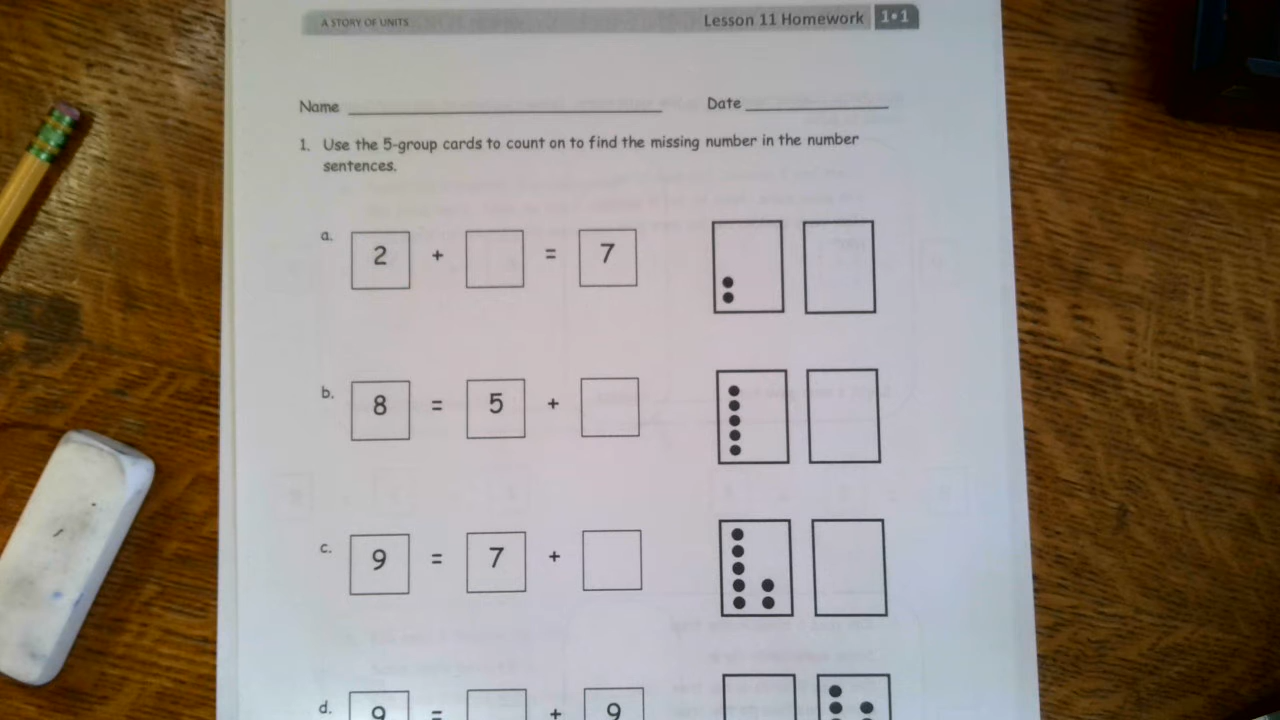 A STORY OF UNITS Lesson 11 Homework 1•1
Name Date
1. Use the 5-group cards to count on to find the missing number in the number
sentences.
a. 2 + = 7
b. 8 = 5 + 
c. 9 = 7 + 
d. 9 = + 9